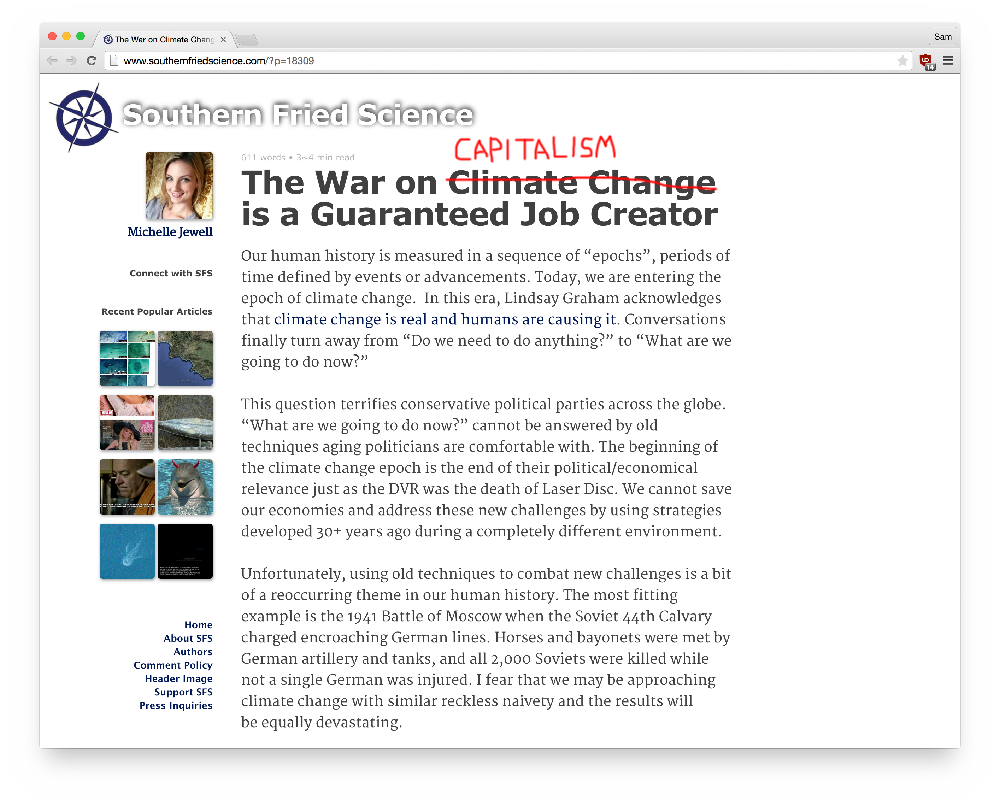 The War on Climate Chang
Sam
www.southernfriedscience.com/?p=18309
14
Southern Fried Science
611 words • 3~4 min read
CAPITALISM
The War on Climate Change
is a Guaranteed Job Creator
Michelle Jewell
Connect with SFS
Recent Popular Articles
Our human history is measured in a sequence of “epochs”, periods of
time defined by events or advancements. Today, we are entering the
epoch of climate change.  In this era, Lindsay Graham acknowledges
that climate change is real and humans are causing it. Conversations
finally turn away from “Do we need to do anything?” to “What are we
going to do now?”
This question terrifies conservative political parties across the globe.
“What are we going to do now?” cannot be answered by old
techniques aging politicians are comfortable with. The beginning of
the climate change epoch is the end of their political/economical
relevance just as the DVR was the death of Laser Disc. We cannot save
our economies and address these new challenges by using strategies
developed 30+ years ago during a completely different environment.
Unfortunately, using old techniques to combat new challenges is a bit
of a reoccurring theme in our human history. The most fitting
example is the 1941 Battle of Moscow when the Soviet 44th Calvary
charged encroaching German lines. Horses and bayonets were met by
German artillery and tanks, and all 2,000 Soviets were killed while
not a single German was injured. I fear that we may be approaching
climate change with similar reckless naivety and the results will
be equally devastating.
Home
About SFS
Authors
Comment Policy
Header Image
Support SFS
Press Inquiries